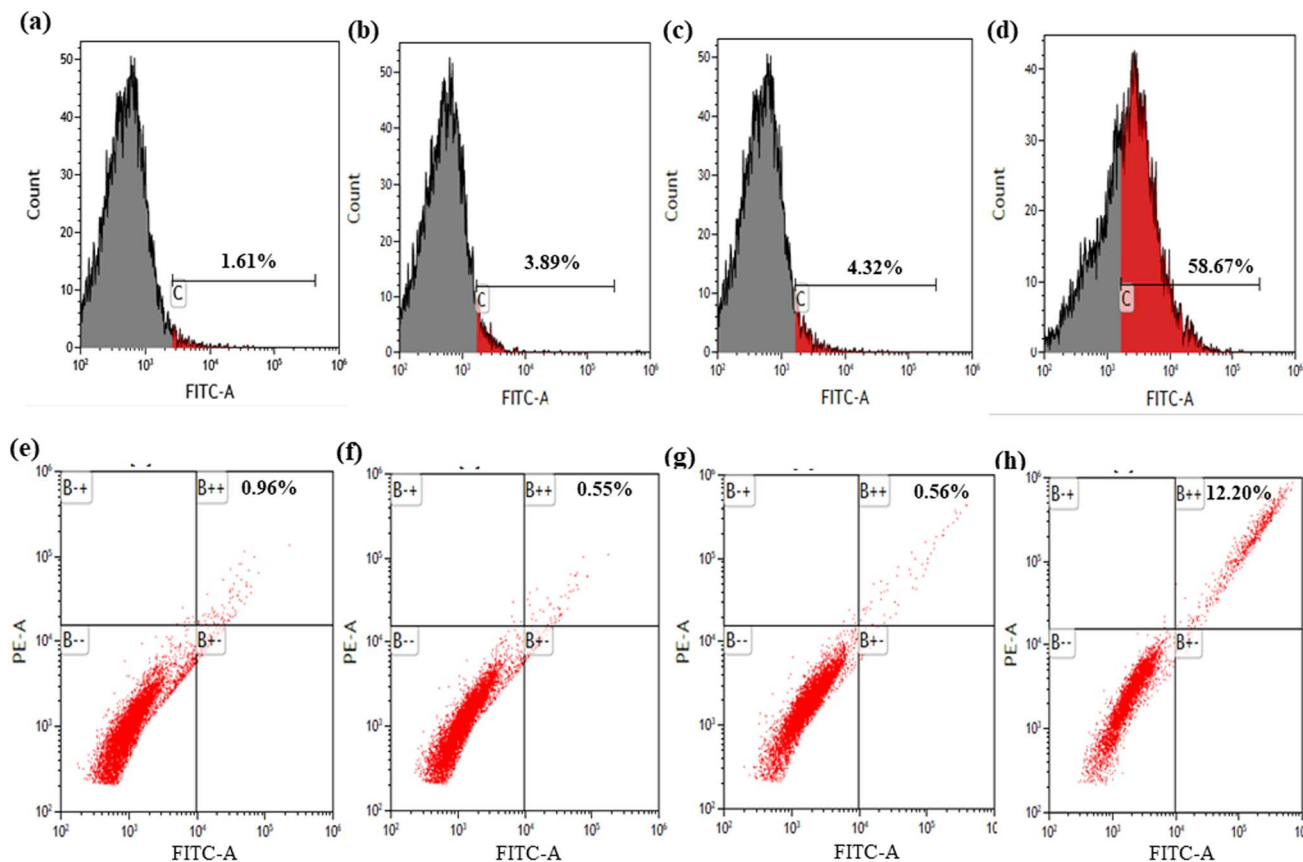 (a)
Count
50
40
30
20
10
0
1.61%
C
10² 10³ 10⁴ 10⁵ 10⁶
FITC-A
(b)
Count
50
40
30
20
10
0
3.89%
C
10² 10³ 10⁴ 10⁵ 10⁶
FITC-A
(c)
Count
50
40
30
20
10
0
4.32%
C
10² 10³ 10⁴ 10⁵ 10⁶
FITC-A
(d)
Count
40
30
20
10
0
58.67%
C
10² 10³ 10⁴ 10⁵ 10⁶
FITC-A
(e)
PE-A
10⁶
10⁵
10⁴
10³
10²
B-+ B++ 0.96%
B-- B+-
10² 10³ 10⁴ 10⁵ 10⁶
FITC-A
(f)
PE-A
10⁶
10⁵
10⁴
10³
10²
B-+ B++ 0.55%
B-- B+-
10² 10³ 10⁴ 10⁵ 10⁶
FITC-A
(g)
PE-A
10⁶
10⁵
10⁴
10³
10²
B-+ B++ 0.56%
B-- B+-
10² 10³ 10⁴ 10⁵ 10
FITC-A
(h)
PE-A
10⁶
10⁵
10⁴
10³
10²
B-+ B++ 12.20%
B-- B+-
10² 10³ 10⁴ 10⁵ 10⁶
FITC-A